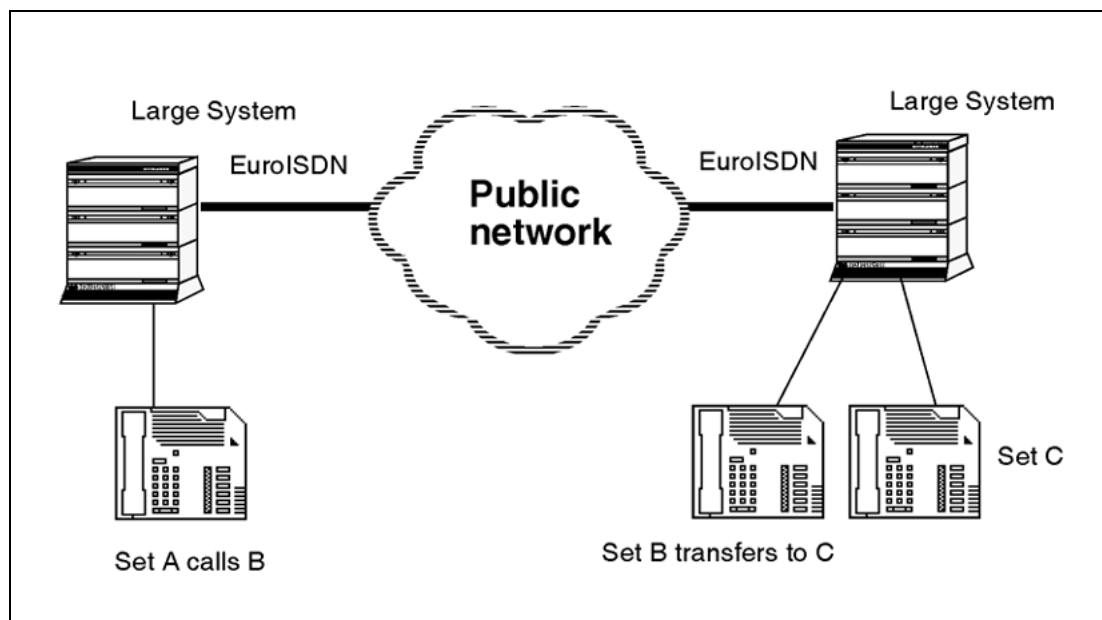 Large System
Large System
EuroISDN
EuroISDN
Public
network
Set C
Set A calls B
Set B transfers to C